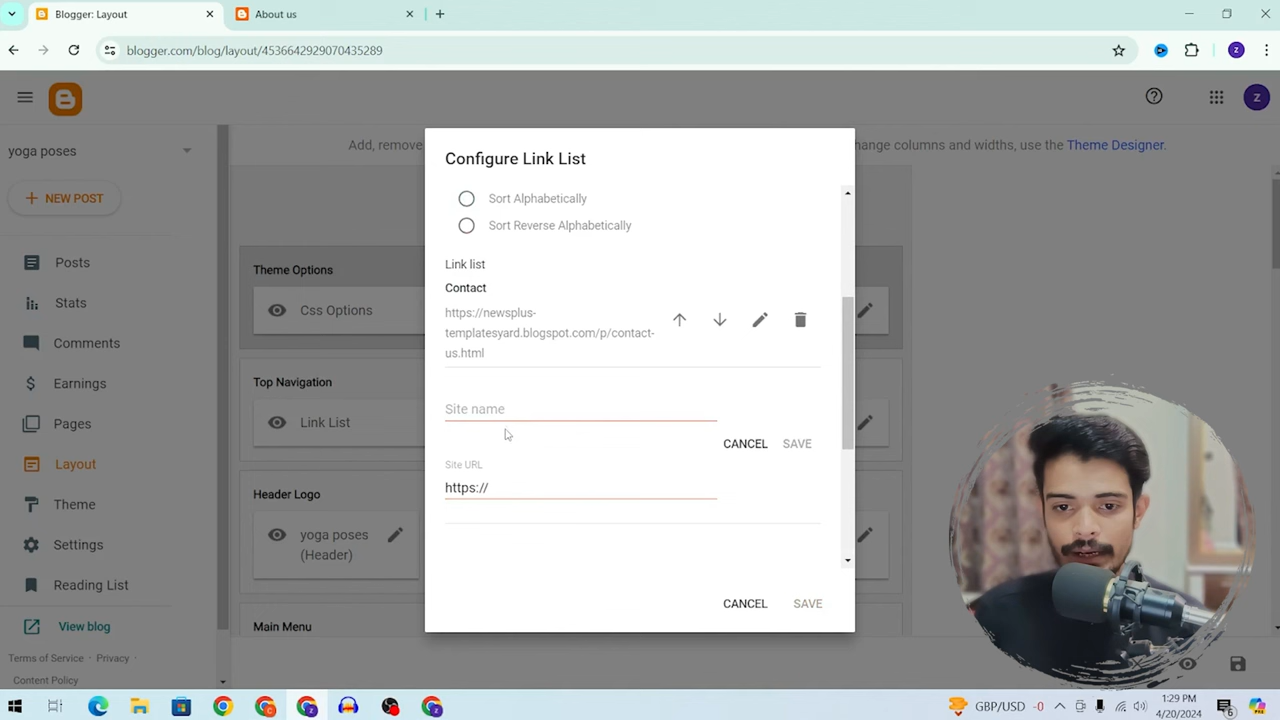 Blogger: Layout
About us
blogger.com/blog/layout/4536642929070435289
z
z
yoga poses
NEW POST
Posts
Stats
Comments
Earnings
Pages
Layout
Theme
Settings
Reading List
View blog
Terms of Service · Privacy ·
Content Policy
Add, remove
change columns and widths, use the Theme Designer.
Theme Options
Css Options
Top Navigation
Link List
Header Logo
yoga poses
(Header)
Main Menu
Configure Link List
Sort Alphabetically
Sort Reverse Alphabetically
Link list
Contact
https://newsplus-
templatesyard.blogspot.com/p/contact-
us.html
Site name
CANCEL SAVE
Site URL
https://
CANCEL SAVE
GBP/USD -0
1:29 PM
4/20/2024
6